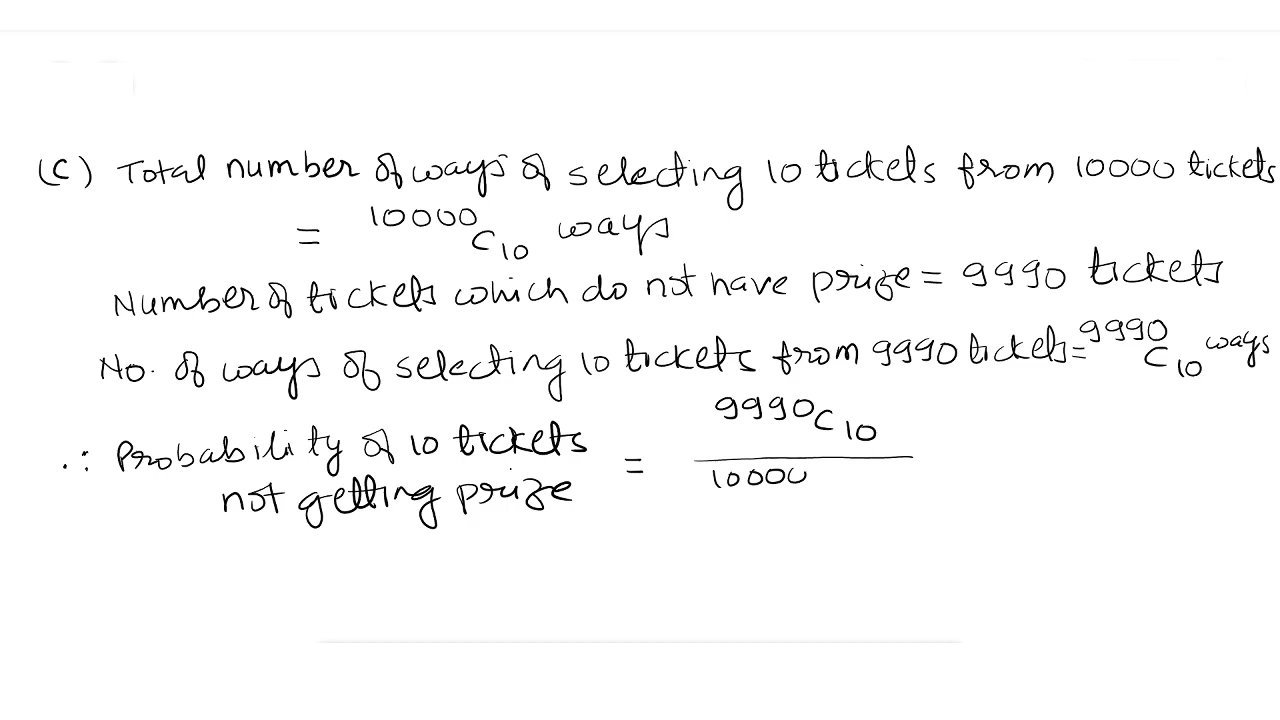 (C) Total number of ways of selecting 10 tickets from 10000 tickets
= ¹⁰⁰⁰⁰C₁₀ ways
Number of tickets which do not have prize = 9990 tickets
No. of ways of selecting 10 tickets from 9990 tickets = ⁹⁹⁹⁰C₁₀ ways
∴ Probability of 10 tickets
not getting prize
= ⁹⁹⁹⁰C₁₀
10000